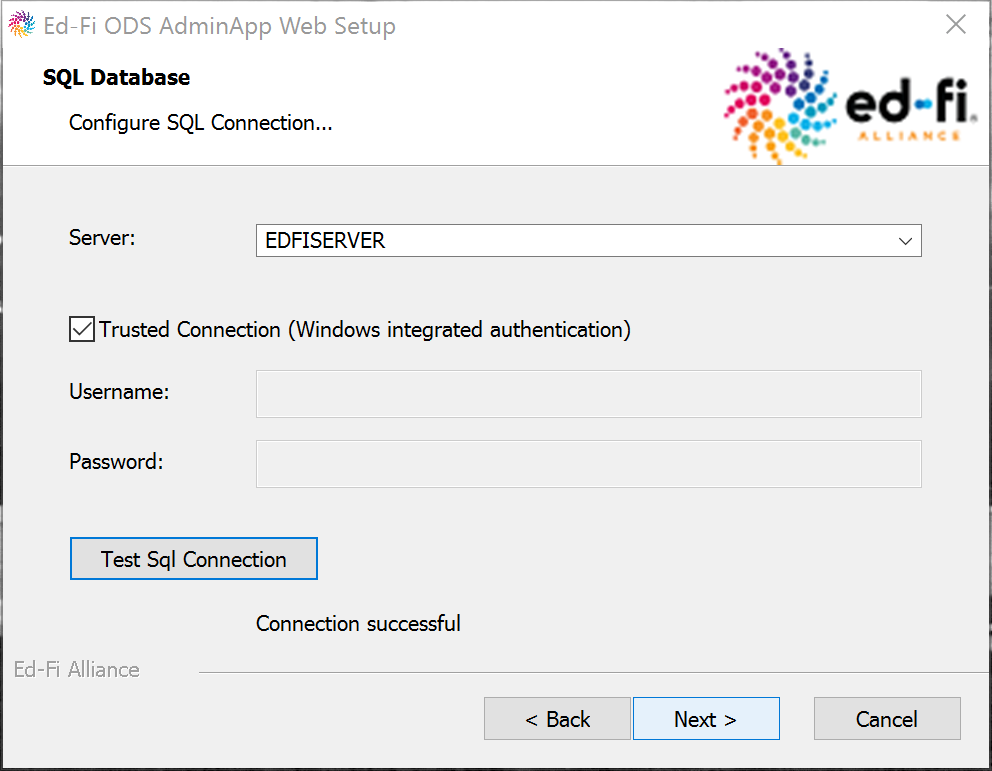 Ed-Fi ODS AdminApp Web Setup
SQL Database
Configure SQL Connection...
ed-fi®
ALLIANCE
Server:
EDFISERVER
Trusted Connection (Windows integrated authentication)
Username:
Password:
Test Sql Connection
Connection successful
Ed-Fi Alliance
< Back
Next >
Cancel